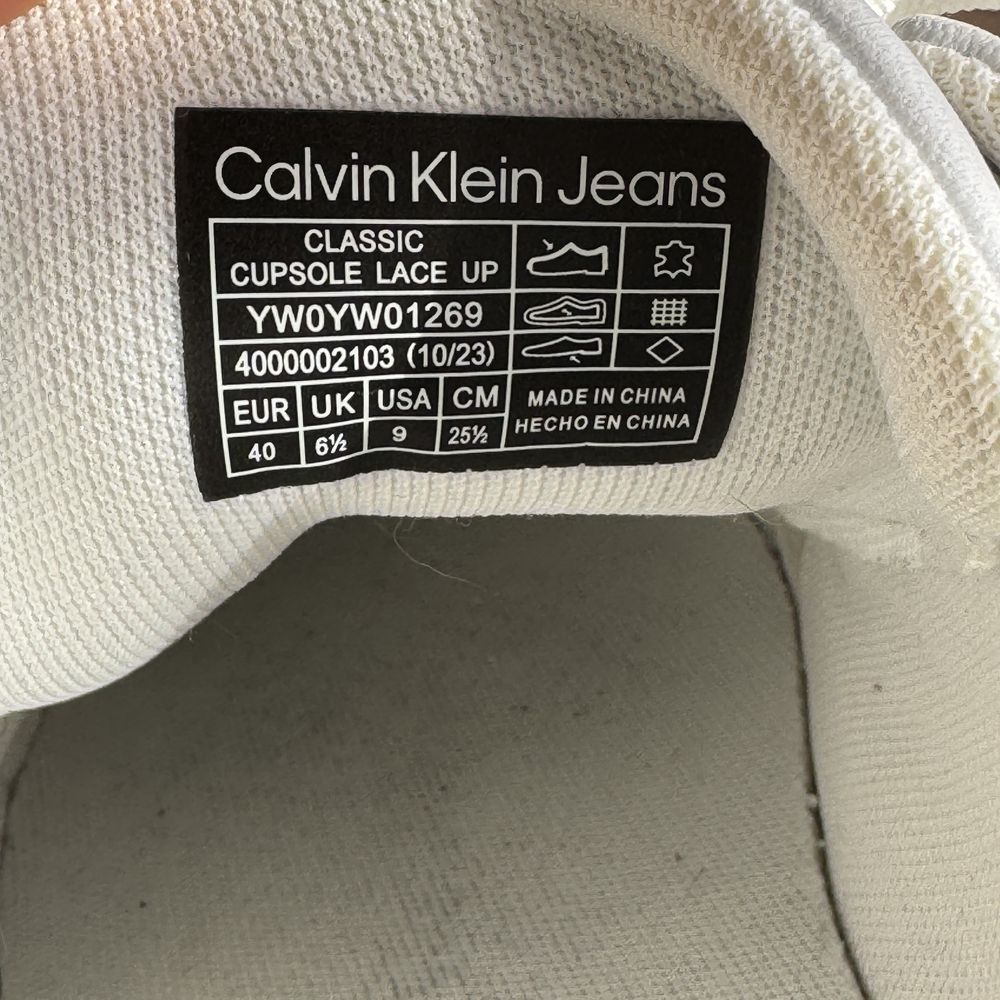 Calvin Klein Jeans
CLASSIC
CUPSOLE LACE UP
YW0YW01269
4000002103 (10/23)
EUR UK USA CM
40 6½ 9 25½
MADE IN CHINA
HECHO EN CHINA